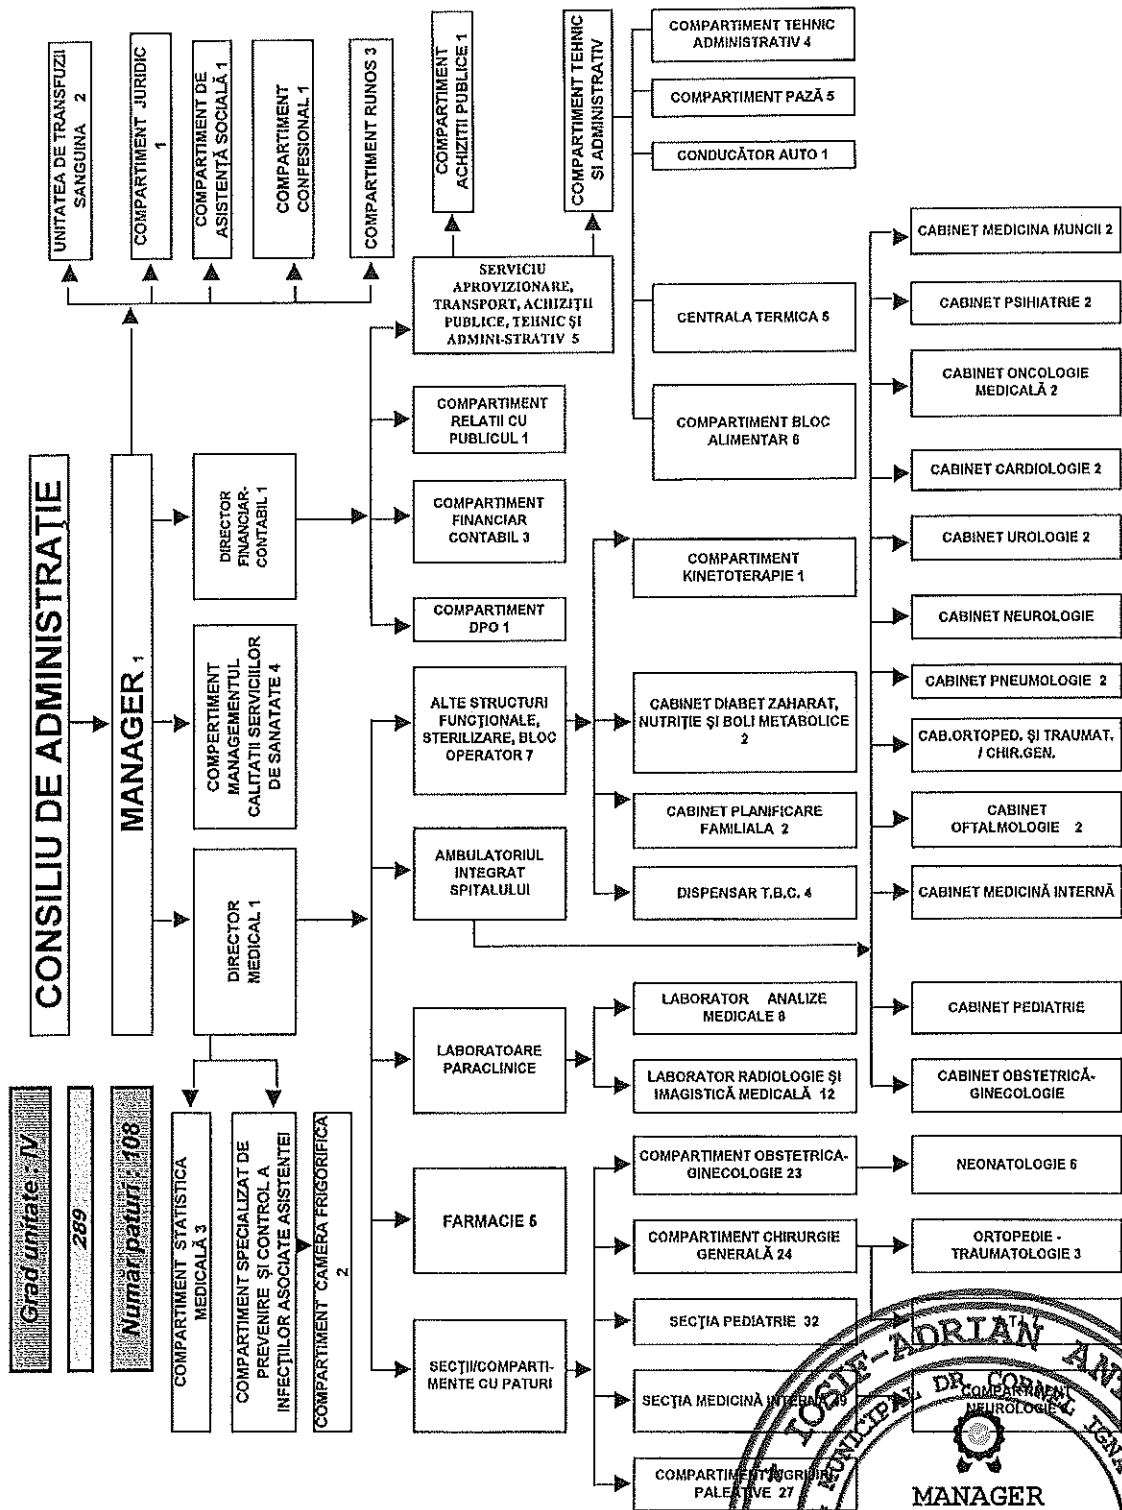 Grad unitate : IV
289
Numar paturi : 108
CONSILIU DE ADMINISTRAȚIE
MANAGER 1
UNITATEA DE TRANSFUZII
SANGUINA 2
COMPARTIMENT JURIDIC
1
COMPARTIMENT DE
ASISTENȚĂ SOCIALĂ 1
COMPARTIMENT
CONFESIONAL 1
COMPARTIMENT RUNOS 3
DIRECTOR
MEDICAL 1
COMPERTIMENT
MANAGEMENTUL
CALITATII SERVICIILOR
DE SANATATE 4
DIRECTOR
FINANCIAR-
CONTABIL 1
COMPARTIMENT STATISTICA
MEDICALĂ 3
COMPARTIMENT SPECIALIZAT DE
PREVENIRE ȘI CONTROL A
INFECȚIILOR ASOCIATE ASISTENȚEI
COMPARTIMENT CAMERA FRIGORIFICA
2
SECȚII/COMPARTI-
MENTE CU PATURI
FARMACIE 5
LABORATOARE
PARACLINICE
AMBULATORIUL
INTEGRAT
SPITALULUI
ALTE STRUCTURI
FUNCȚIONALE,
STERILIZARE, BLOC
OPERATOR 7
COMPARTIMENT
DPO 1
COMPARTIMENT
FINANCIAR
CONTABIL 3
COMPARTIMENT
RELATII CU
PUBLICUL 1
SERVICIU
APROVIZIONARE,
TRANSPORT, ACHIZIȚII
PUBLICE, TEHNIC ȘI
ADMINI-STRATIV 5
COMPARTIMENT
ACHIZITII PUBLICE 1
COMPARTIMENT TEHNIC
SI ADMINISTRATIV
COMPARTIMENT TEHNIC
ADMINISTRATIV 4
COMPARTIMENT PAZĂ 5
CONDUCĂTOR AUTO 1
CENTRALA TERMICA 5
COMPARTIMENT BLOC
ALIMENTAR 6
COMPARTIMENT
KINETOTERAPIE 1
CABINET DIABET ZAHARAT,
NUTRIȚIE ȘI BOLI METABOLICE
2
CABINET PLANIFICARE
FAMILIALA 2
DISPENSAR T.B.C. 4
LABORATOR ANALIZE
MEDICALE 8
LABORATOR RADIOLOGIE ȘI
IMAGISTICĂ MEDICALĂ 12
COMPARTIMENT OBSTETRICA-
GINECOLOGIE 23
COMPARTIMENT CHIRURGIE
GENERALĂ 24
SECȚIA PEDIATRIE 32
SECȚIA MEDICINĂ INTERNĂ
COMPARTIMENT
PALEATIVE 27
CABINET MEDICINA MUNCII 2
CABINET PSIHIATRIE 2
CABINET ONCOLOGIE
MEDICALĂ 2
CABINET CARDIOLOGIE 2
CABINET UROLOGIE 2
CABINET NEUROLOGIE
CABINET PNEUMOLOGIE 2
CAB.ORTOPED. ȘI TRAUMAT.
/ CHIR.GEN.
CABINET
OFTALMOLOGIE 2
CABINET MEDICINĂ INTERNĂ
CABINET PEDIATRIE
CABINET OBSTETRICĂ-
GINECOLOGIE
NEONATOLOGIE 6
ORTOPEDIE -
TRAUMATOLOGIE 3
COMPARTIMENT
NEUROLOGIE
IOSIF-ADRIAN
MUNICIPAL DR. CORNEL
MANAGER